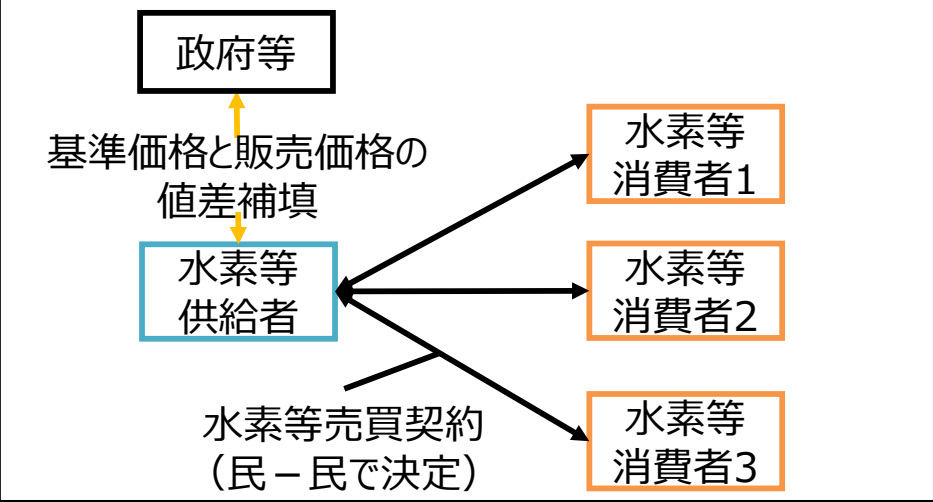 政府等
基準価格と販売価格の
値差補填
水素等
供給者
水素等
消費者1
水素等
消費者2
水素等
消費者3
水素等売買契約
（民－民で決定）